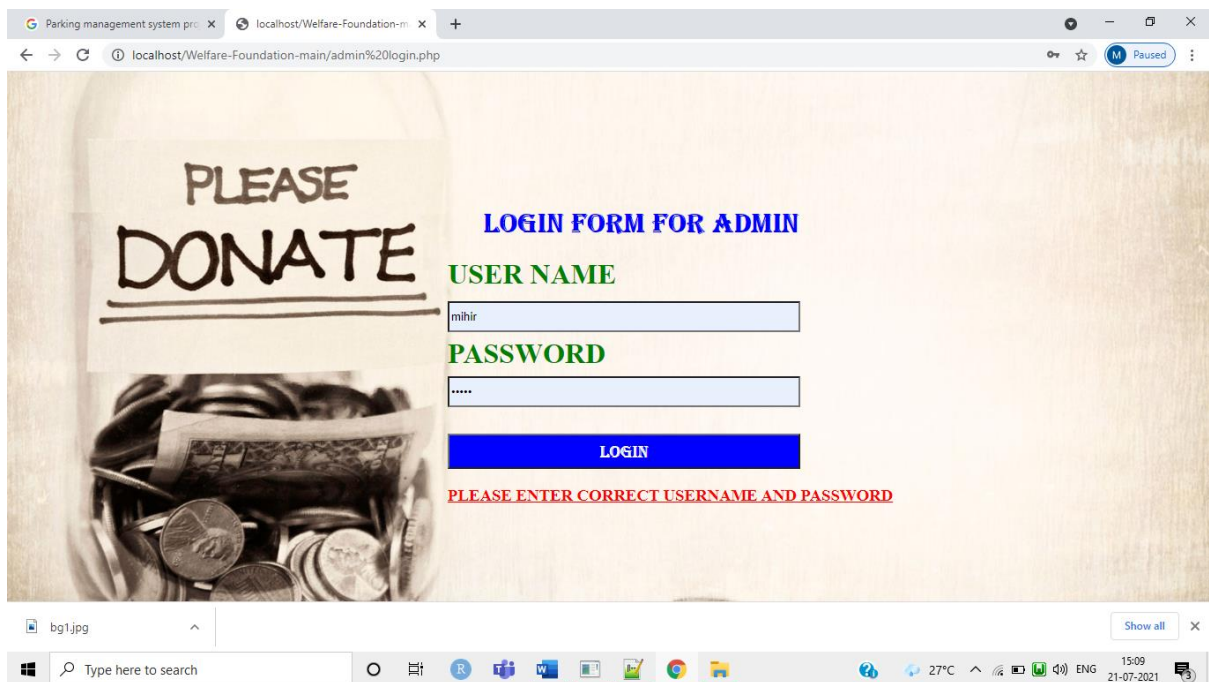 Parking management system pro
localhost/Welfare-Foundation-m
localhost/Welfare-Foundation-main/admin%20login.php
M Paused
PLEASE
DONATE
LOGIN FORM FOR ADMIN
USER NAME
mihir
PASSWORD
•••••
LOGIN
PLEASE ENTER CORRECT USERNAME AND PASSWORD
bg1.jpg
Show all
Type here to search
27°C
ENG
15:09
21-07-2021
3